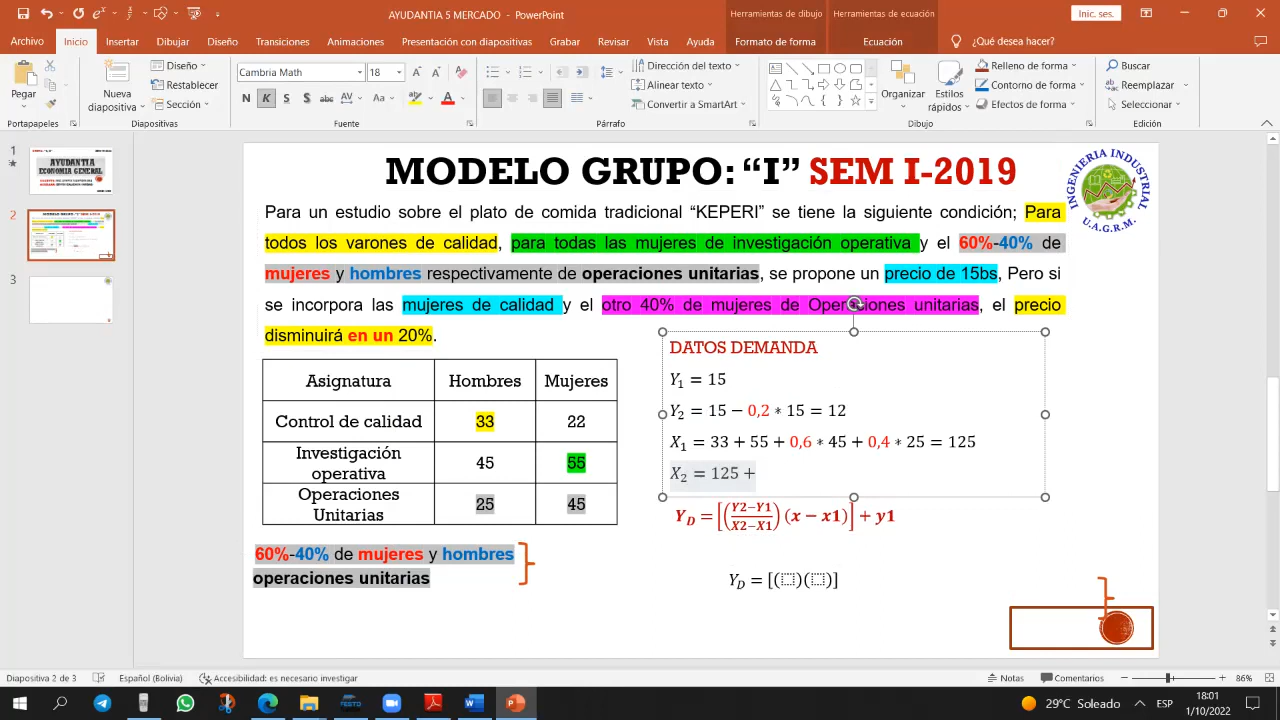 AYUDANTIA 5 MERCADO - PowerPoint
Herramientas de dibujo
Herramientas de ecuación
Inic. ses.
Archivo
Inicio
Insertar
Dibujar
Diseño
Transiciones
Animaciones
Presentación con diapositivas
Grabar
Revisar
Vista
Ayuda
Formato de forma
Ecuación
¿Qué desea hacer?
Pegar
Nueva
diapositiva
Diseño
Restablecer
Sección
Cambria Math
18
N K S S abc AV Aa
Dirección del texto
Alinear texto
Convertir a SmartArt
Organizar
Estilos
rápidos
Relleno de forma
Contorno de forma
Efectos de forma
Buscar
Reemplazar
Seleccionar
Portapapeles
Diapositivas
Fuente
Párrafo
Dibujo
Edición
1
2
3
MODELO GRUPO: “I” SEM I-2019
INGENIERIA INDUSTRIAL
U.A.G.R.M
Para un estudio sobre el plato de comida tradicional “KEPERI” se tiene la siguiente condición; Para
todos los varones de calidad, para todas las mujeres de investigación operativa y el 60%-40% de
mujeres y hombres respectivamente de operaciones unitarias, se propone un precio de 15bs, Pero si
se incorpora las mujeres de calidad y el otro 40% de mujeres de Operaciones unitarias, el precio
disminuirá en un 20%.
Asignatura Hombres Mujeres
Control de calidad 33 22
Investigación
operativa 45 55
Operaciones
Unitarias 25 45
DATOS DEMANDA
Y₁ = 15
Y₂ = 15 − 0,2 ∗ 15 = 12
X₁ = 33 + 55 + 0,6 ∗ 45 + 0,4 ∗ 25 = 125
X₂ = 125 +
Y_D = [((Y2−Y1)/(X2−X1)) (x − x1)] + y1
60%-40% de mujeres y hombres
operaciones unitarias
Y_D = [(⬚)(⬚)]
Diapositiva 2 de 3
Español (Bolivia)
Accesibilidad: es necesario investigar
Notas
Comentarios
86%
29°C Soleado
ESP
18:01
1/10/2022